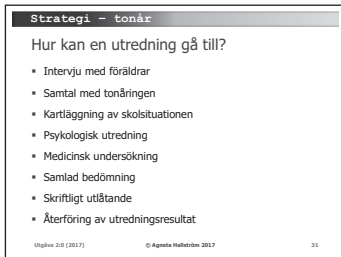 Strategi – tonår
Hur kan en utredning gå till?
▪ Intervju med föräldrar
▪ Samtal med tonåringen
▪ Kartläggning av skolsituationen
▪ Psykologisk utredning
▪ Medicinsk undersökning
▪ Samlad bedömning
▪ Skriftligt utlåtande
▪ Återföring av utredningsresultat
Utgåva 2:0 (2017) © Agneta Hellström 2017 31